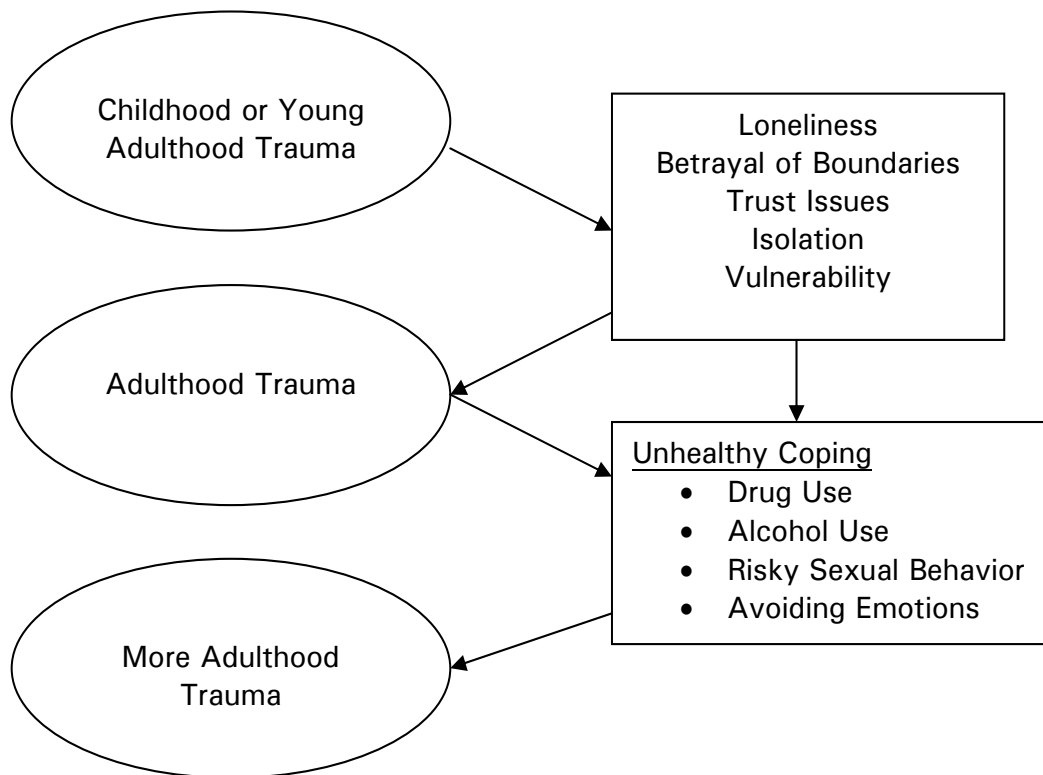 Childhood or Young
Adulthood Trauma
Loneliness
Betrayal of Boundaries
Trust Issues
Isolation
Vulnerability
Adulthood Trauma
Unhealthy Coping
• Drug Use
• Alcohol Use
• Risky Sexual Behavior
• Avoiding Emotions
More Adulthood
Trauma